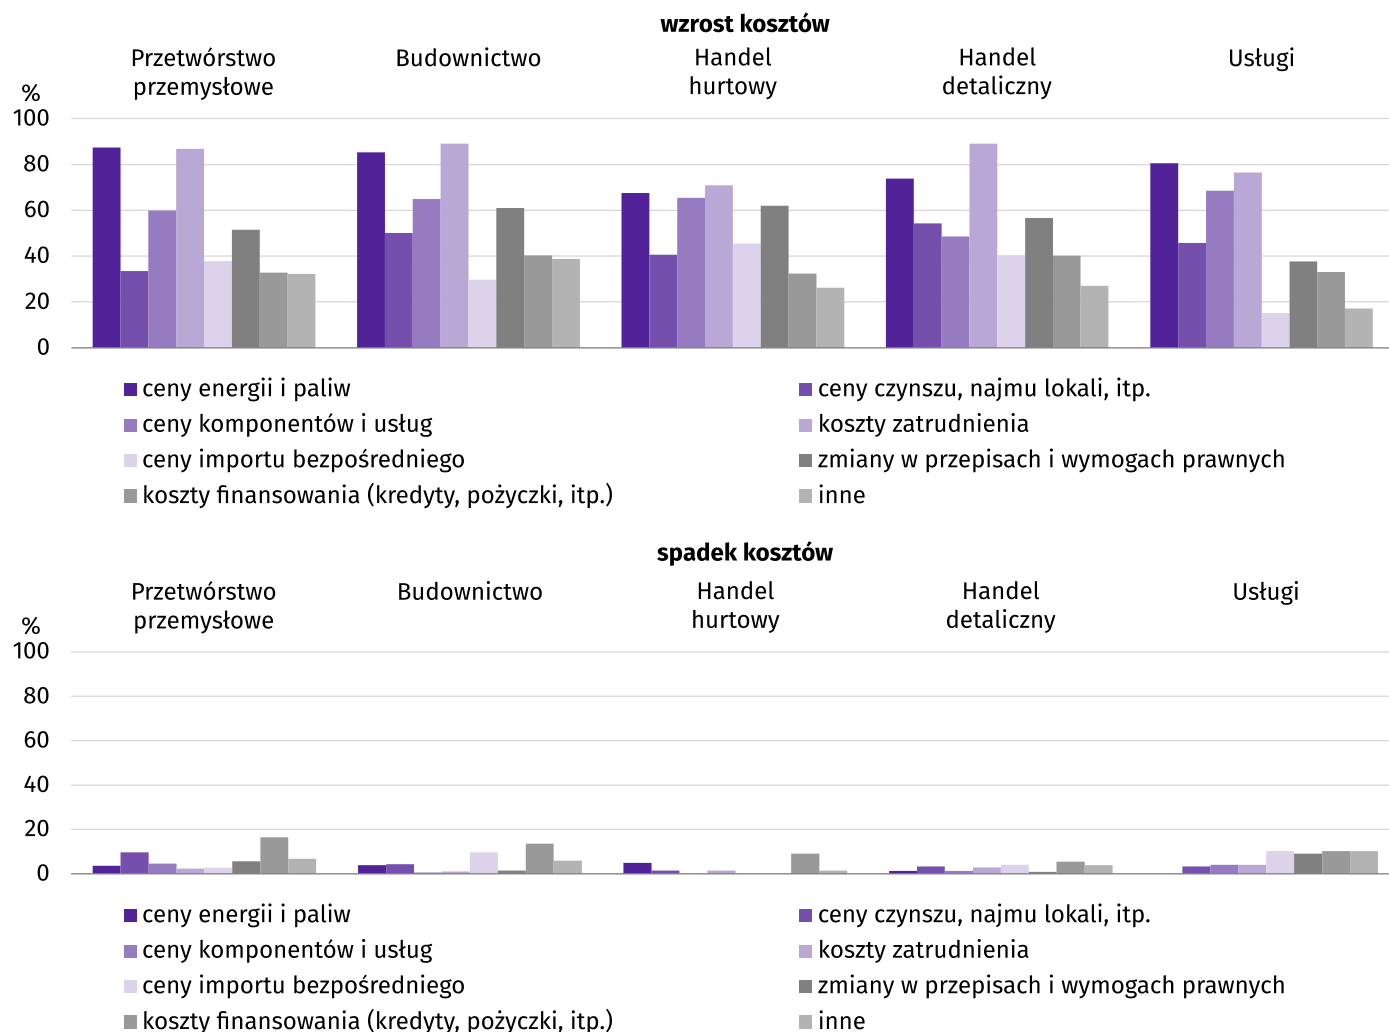 wzrost kosztów
Przetwórstwo
przemysłowe
Budownictwo
Handel
hurtowy
Handel
detaliczny
Usługi
%
100
80
60
40
20
0
ceny energii i paliw
ceny czynszu, najmu lokali, itp.
ceny komponentów i usług
koszty zatrudnienia
ceny importu bezpośredniego
zmiany w przepisach i wymogach prawnych
koszty finansowania (kredyty, pożyczki, itp.)
inne
spadek kosztów
Przetwórstwo
przemysłowe
Budownictwo
Handel
hurtowy
Handel
detaliczny
Usługi
%
100
80
60
40
20
0
ceny energii i paliw
ceny czynszu, najmu lokali, itp.
ceny komponentów i usług
koszty zatrudnienia
ceny importu bezpośredniego
zmiany w przepisach i wymogach prawnych
koszty finansowania (kredyty, pożyczki, itp.)
inne